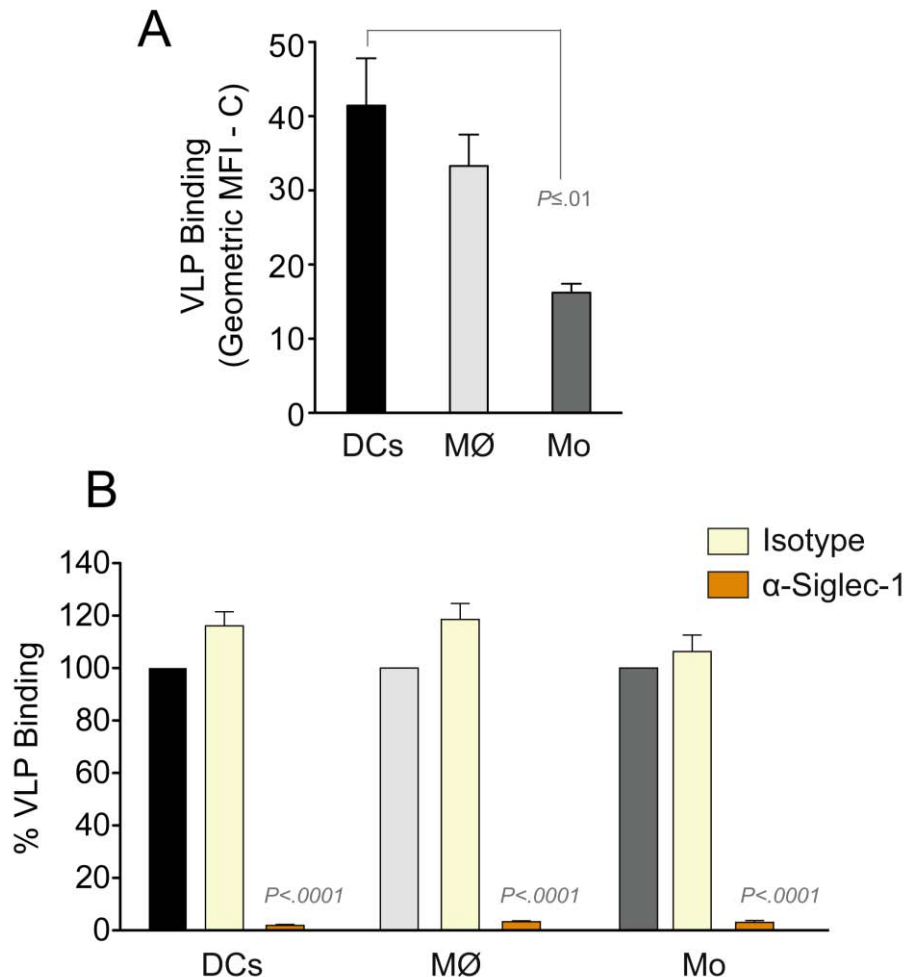 A
VLP Binding
(Geometric MFI - C)
50
40
30
20
10
0
P≤.01
DCs
MØ
Mo
B
Isotype
α-Siglec-1
% VLP Binding
140
120
100
80
60
40
20
0
P<.0001
P<.0001
P<.0001
DCs
MØ
Mo